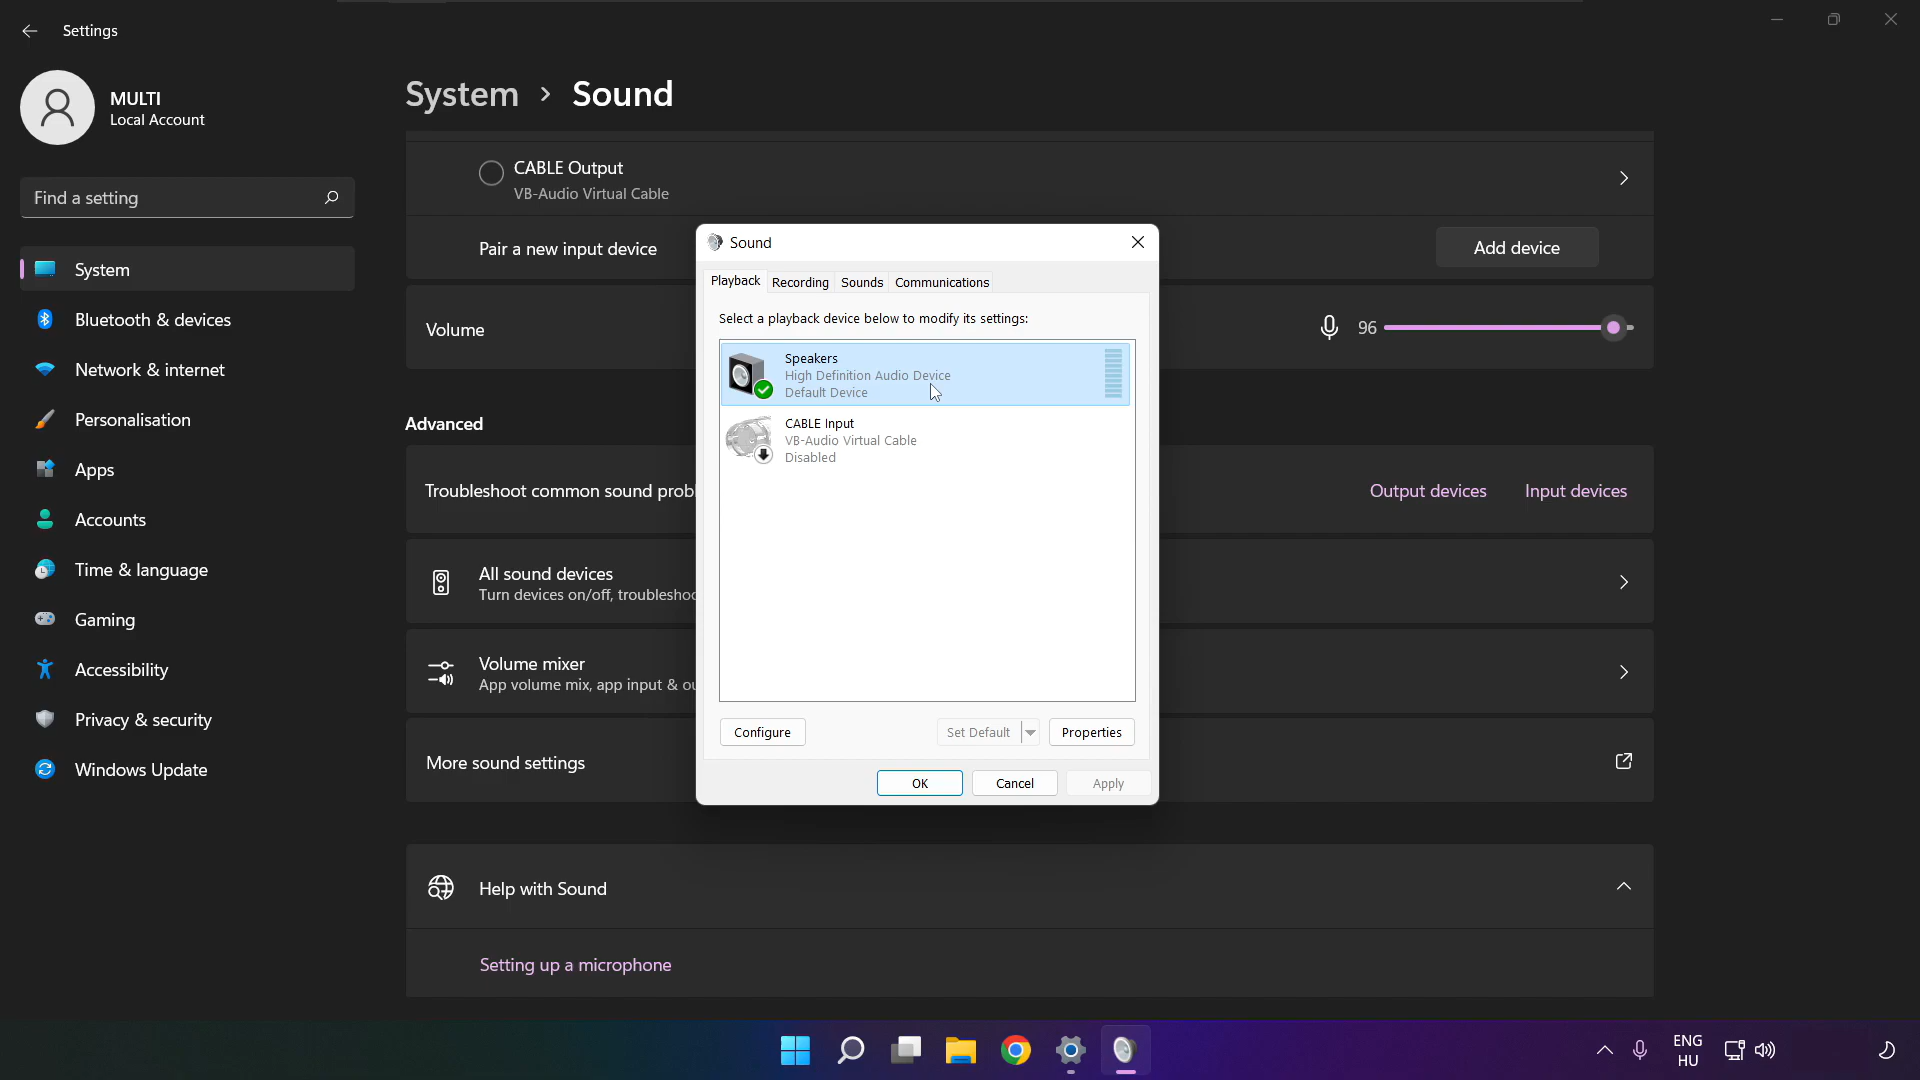 Settings
MULTI
Local Account
Find a setting
System
Bluetooth & devices
Network & internet
Personalisation
Apps
Accounts
Time & language
Gaming
Accessibility
Privacy & security
Windows Update
System > Sound
CABLE Output
VB-Audio Virtual Cable
Pair a new input device
Add device
Volume
96
Advanced
Troubleshoot common sound probl
Output devices
Input devices
All sound devices
Turn devices on/off, troubleshoo
Volume mixer
App volume mix, app input & ou
More sound settings
Help with Sound
Setting up a microphone
Sound
Playback
Recording
Sounds
Communications
Select a playback device below to modify its settings:
Speakers
High Definition Audio Device
Default Device
CABLE Input
VB-Audio Virtual Cable
Disabled
Configure
Set Default
Properties
OK
Cancel
Apply
ENG
HU